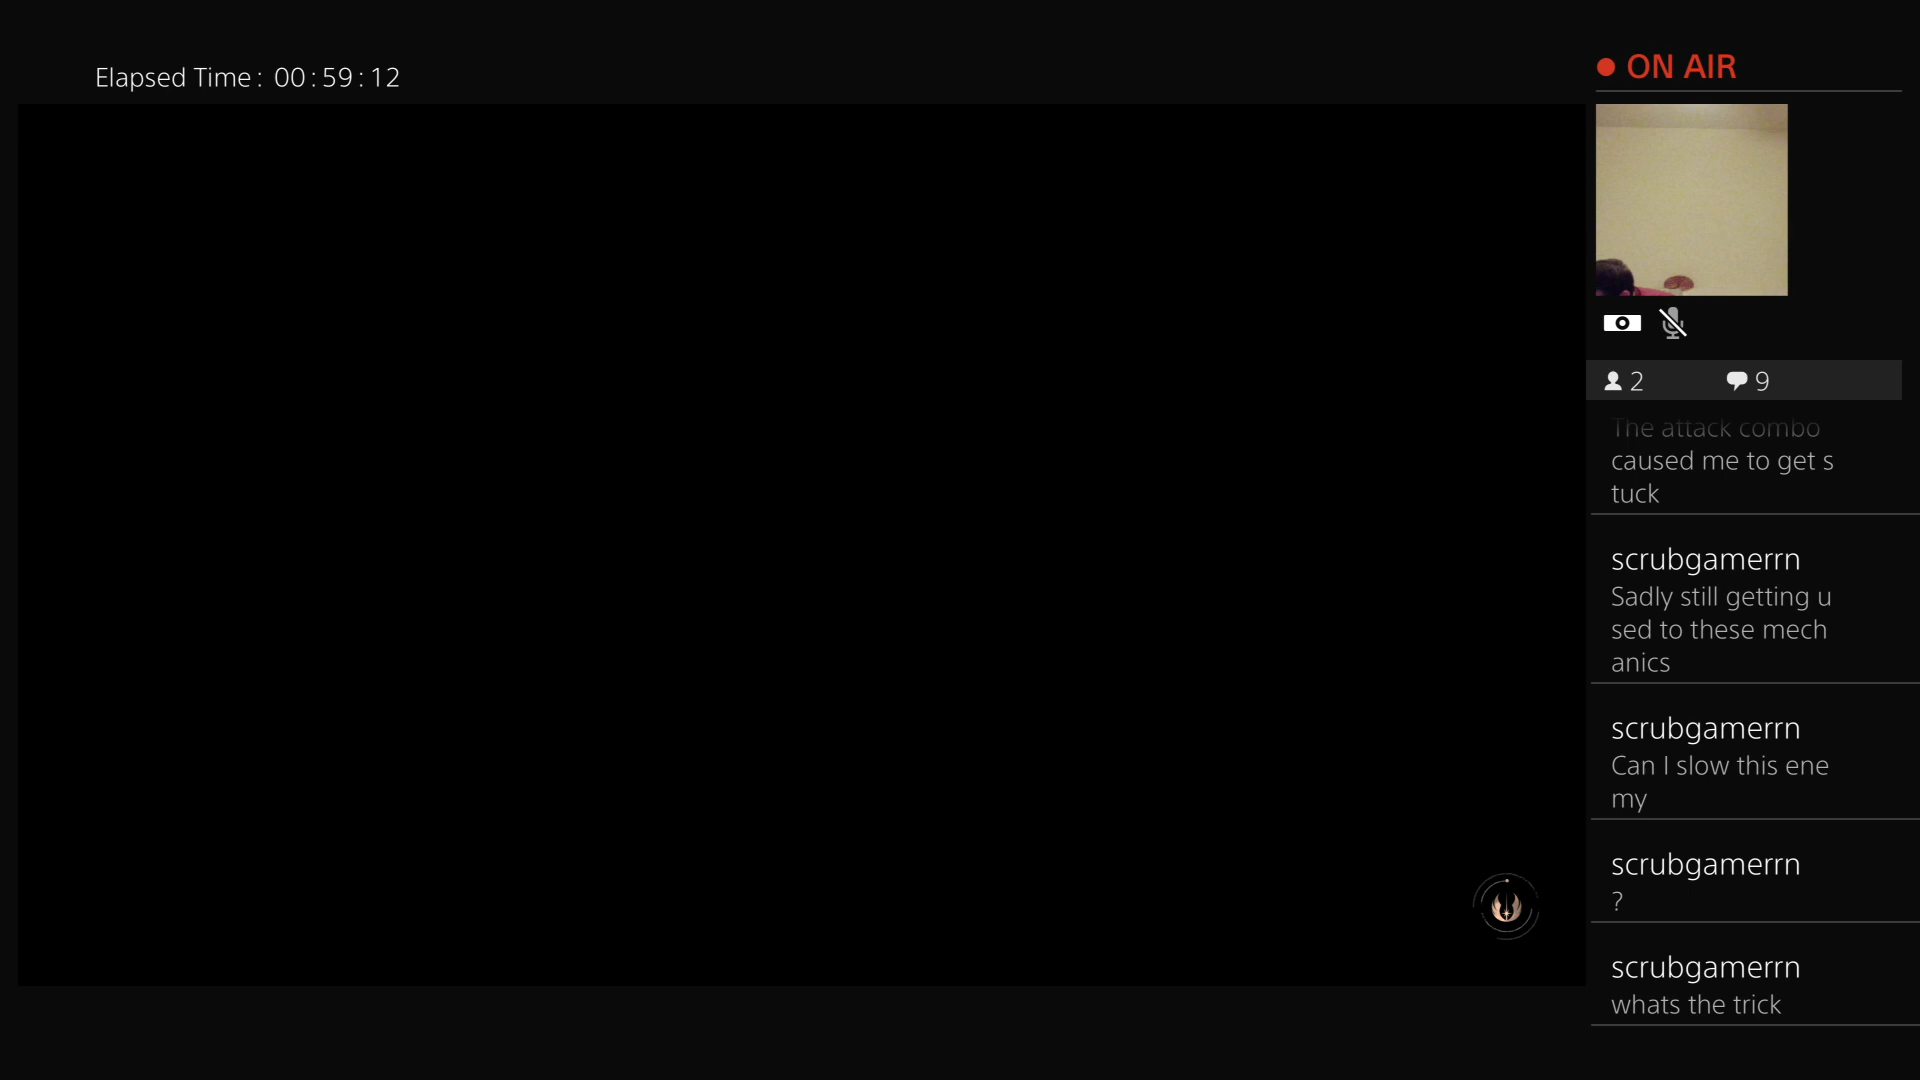 Elapsed Time: 00:59:12
ON AIR
2
9
The attack combo
caused me to get s
tuck
scrubgamerrn
Sadly still getting u
sed to these mech
anics
scrubgamerrn
Can I slow this ene
my
scrubgamerrn
?
scrubgamerrn
whats the trick